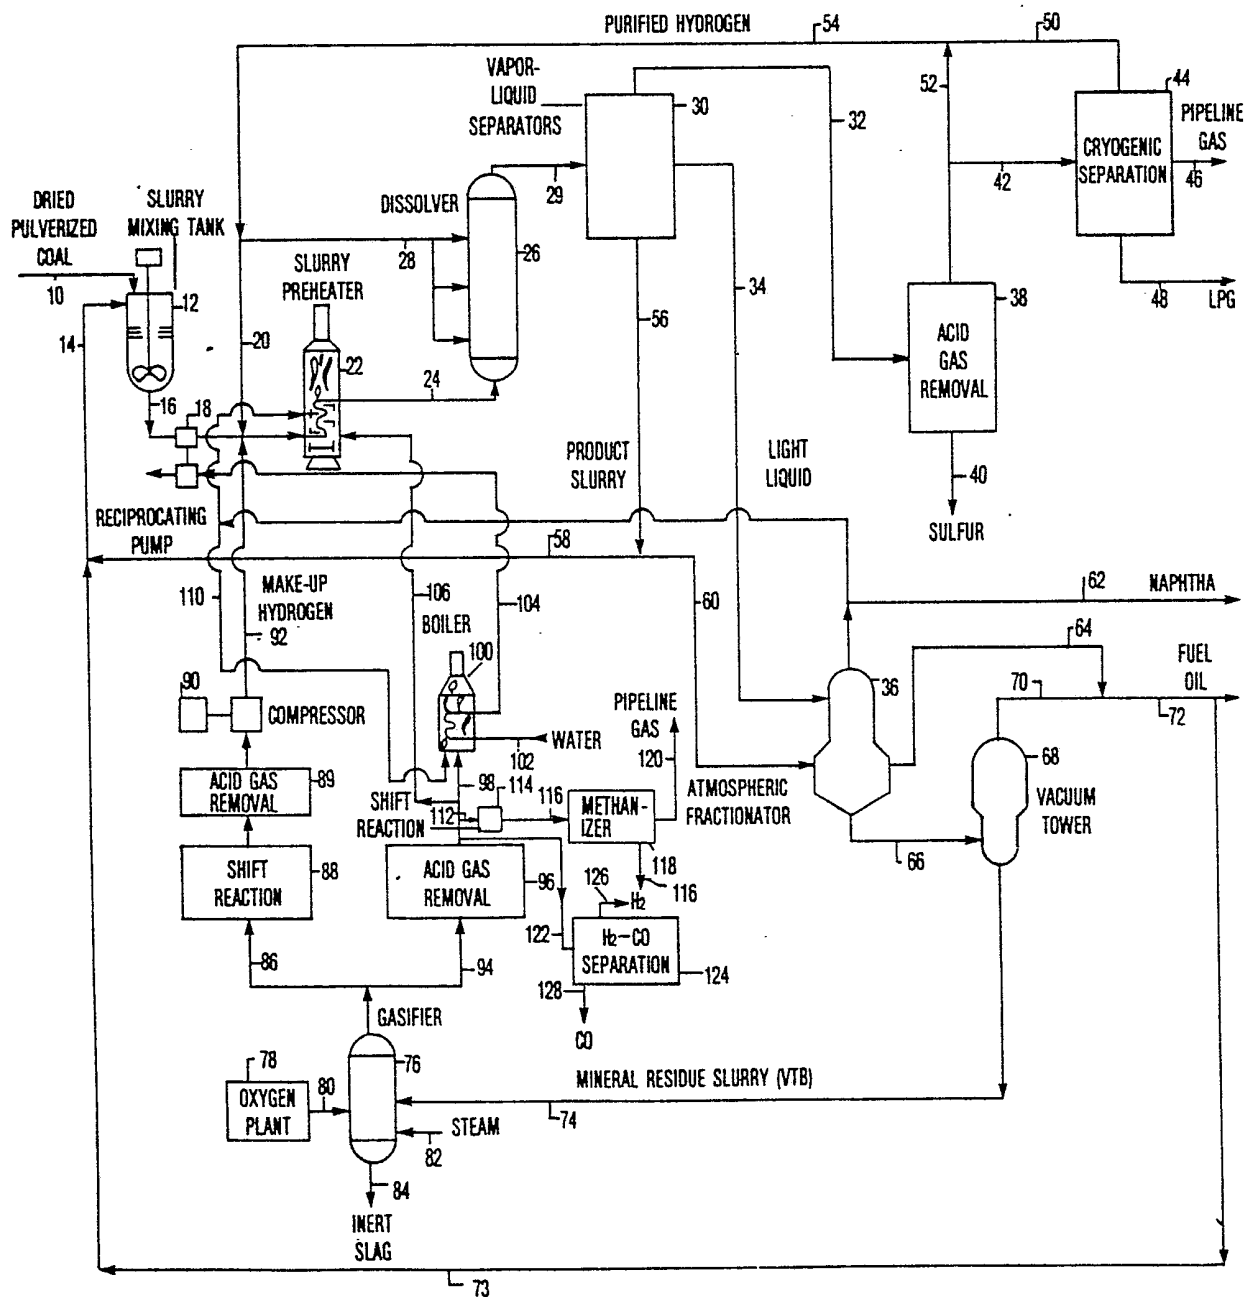 PURIFIED HYDROGEN
54
50
VAPOR-
LIQUID
SEPARATORS
30
32
52
44
PIPELINE
GAS
CRYOGENIC
SEPARATION
42
46
48
LPG
29
DRIED
PULVERIZED
COAL
10
SLURRY
MIXING TANK
12
14
16
18
20
SLURRY
PREHEATER
22
24
DISSOLVER
26
28
34
56
38
ACID
GAS
REMOVAL
40
SULFUR
PRODUCT
SLURRY
LIGHT
LIQUID
RECIPROCATING
PUMP
58
60
62
NAPHTHA
64
110
MAKE-UP
HYDROGEN
92
106
104
BOILER
100
36
70
FUEL
OIL
72
90
COMPRESSOR
PIPELINE
GAS
120
WATER
102
98
114
68
VACUUM
TOWER
ACID GAS
REMOVAL
89
SHIFT
REACTION
112
116
METHAN-
IZER
118
116
ATMOSPHERIC
FRACTIONATOR
66
SHIFT
REACTION
88
ACID GAS
REMOVAL
96
126
H2
122
H2-CO
SEPARATION
124
128
CO
86
94
GASIFIER
76
78
OXYGEN
PLANT
80
MINERAL RESIDUE SLURRY (VTB)
74
STEAM
82
84
INERT
SLAG
73